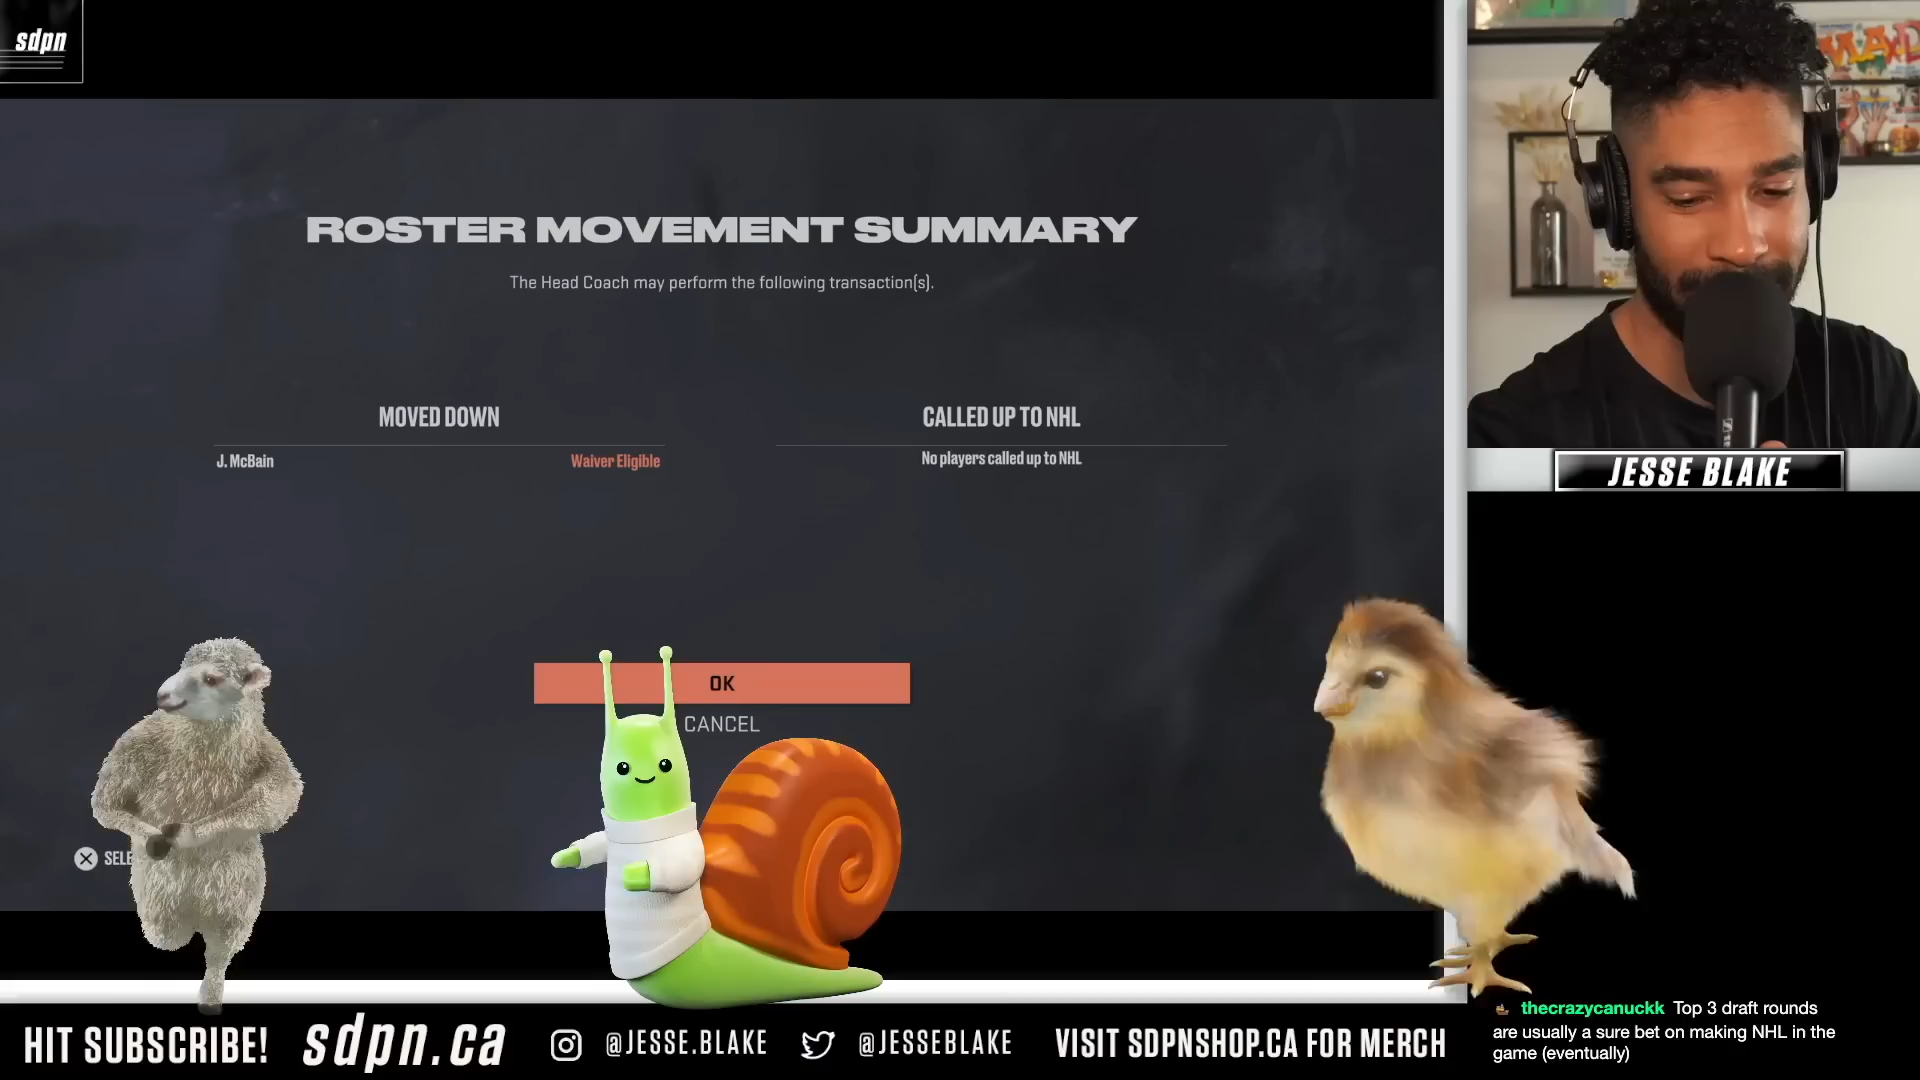 sdpn
ROSTER MOVEMENT SUMMARY
The Head Coach may perform the following transaction(s).
MOVED DOWN
J. McBain Waiver Eligible
CALLED UP TO NHL
No players called up to NHL
OK
CANCEL
SELE
JESSE BLAKE
thecrazycanuckk Top 3 draft rounds
are usually a sure bet on making NHL in the
game (eventually)
HIT SUBSCRIBE! sdpn.ca @JESSE.BLAKE @JESSEBLAKE VISIT SDPNSHOP.CA FOR MERCH